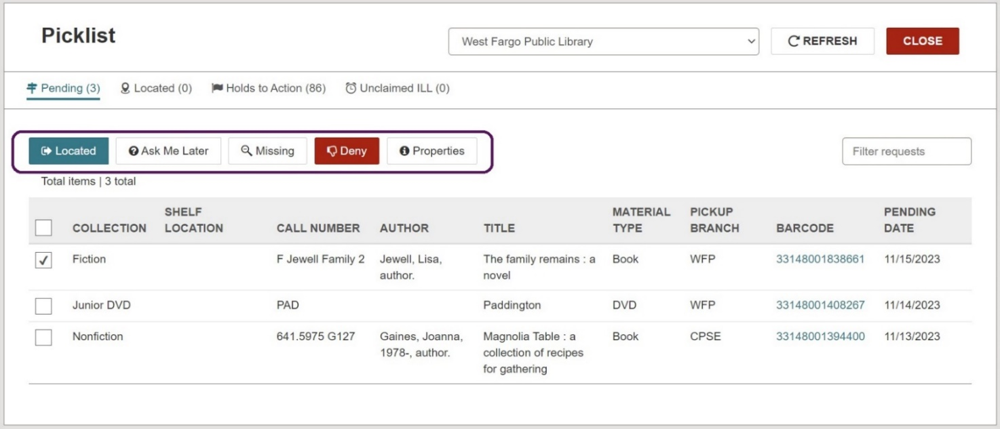 Picklist
West Fargo Public Library
REFRESH
CLOSE
Pending (3) Located (0) Holds to Action (86) Unclaimed ILL (0)
Located Ask Me Later Missing Deny Properties
Filter requests
Total items | 3 total
COLLECTION SHELF LOCATION CALL NUMBER AUTHOR TITLE MATERIAL TYPE PICKUP BRANCH BARCODE PENDING DATE
Fiction F Jewell Family 2 Jewell, Lisa, author. The family remains : a novel Book WFP 33148001838661 11/15/2023
Junior DVD PAD Paddington DVD WFP 33148001408267 11/14/2023
Nonfiction 641.5975 G127 Gaines, Joanna, 1978-, author. Magnolia Table : a collection of recipes for gathering Book CPSE 33148001394400 11/13/2023